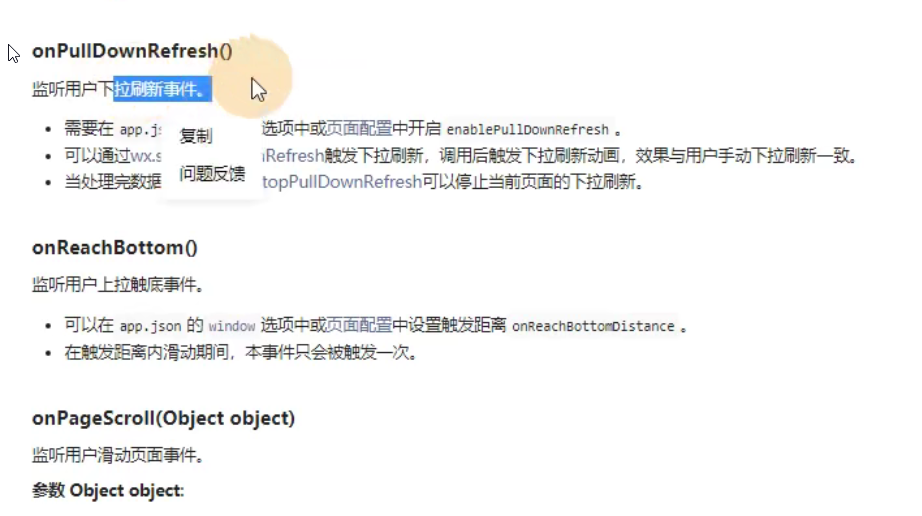 onPullDownRefresh()
监听用户下拉刷新事件。
需要在 app.js 选项中或页面配置中开启 enablePullDownRefresh 。
复制
可以通过wx.s Refresh触发下拉刷新，调用后触发下拉刷新动画，效果与用户手动下拉刷新一致。
问题反馈
当处理完数据 topPullDownRefresh可以停止当前页面的下拉刷新。
onReachBottom()
监听用户上拉触底事件。
可以在 app.json 的 window 选项中或页面配置中设置触发距离 onReachBottomDistance 。
在触发距离内滑动期间，本事件只会被触发一次。
onPageScroll(Object object)
监听用户滑动页面事件。
参数 Object object: